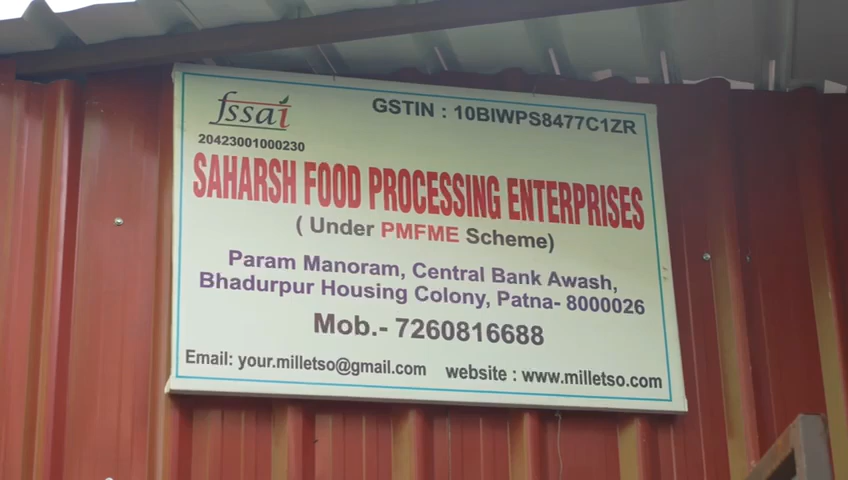 fssai
GSTIN : 10BIWPS8477C1ZR
20423001000230
SAHARSH FOOD PROCESSING ENTERPRISES
( Under PMFME Scheme)
Param Manoram, Central Bank Awash,
Bhadurpur Housing Colony, Patna- 8000026
Mob.- 7260816688
Email: your.milletso@gmail.com website : www.milletso.com